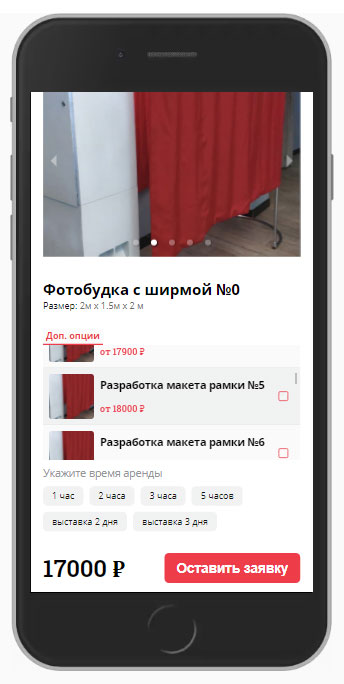 Фотобудка с ширмой №0
Размер: 2м х 1.5м х 2 м
Доп. опции
от 17900 ₽
Разработка макета рамки №5
от 18000 ₽
Разработка макета рамки №6
Укажите время аренды
1 час 2 часа 3 часа 5 часов
выставка 2 дня выставка 3 дня
17000 ₽ Оставить заявку